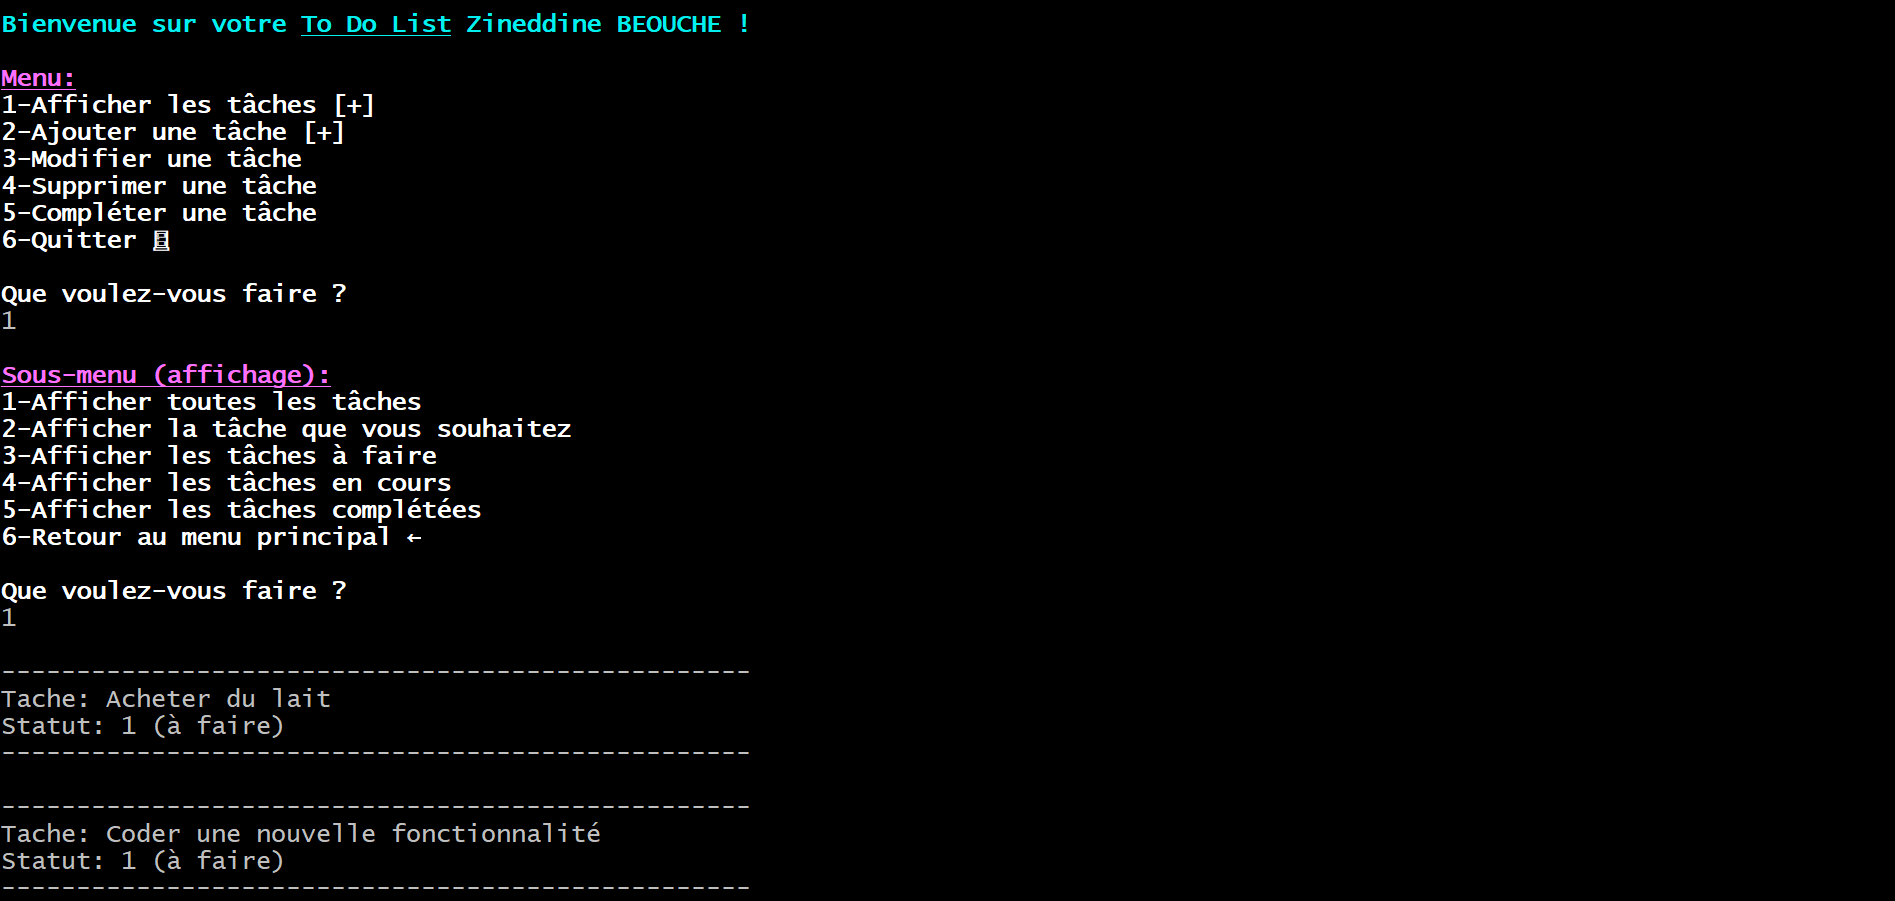 Bienvenue sur votre To Do List Zineddine BEOUCHE !
Menu:
1-Afficher les tâches [+]
2-Ajouter une tâche [+]
3-Modifier une tâche
4-Supprimer une tâche
5-Compléter une tâche
6-Quitter
Que voulez-vous faire ?
1
Sous-menu (affichage):
1-Afficher toutes les tâches
2-Afficher la tâche que vous souhaitez
3-Afficher les tâches à faire
4-Afficher les tâches en cours
5-Afficher les tâches complétées
6-Retour au menu principal ←
Que voulez-vous faire ?
1
--------------------------------------------------
Tache: Acheter du lait
Statut: 1 (à faire)
--------------------------------------------------
--------------------------------------------------
Tache: Coder une nouvelle fonctionnalité
Statut: 1 (à faire)
--------------------------------------------------